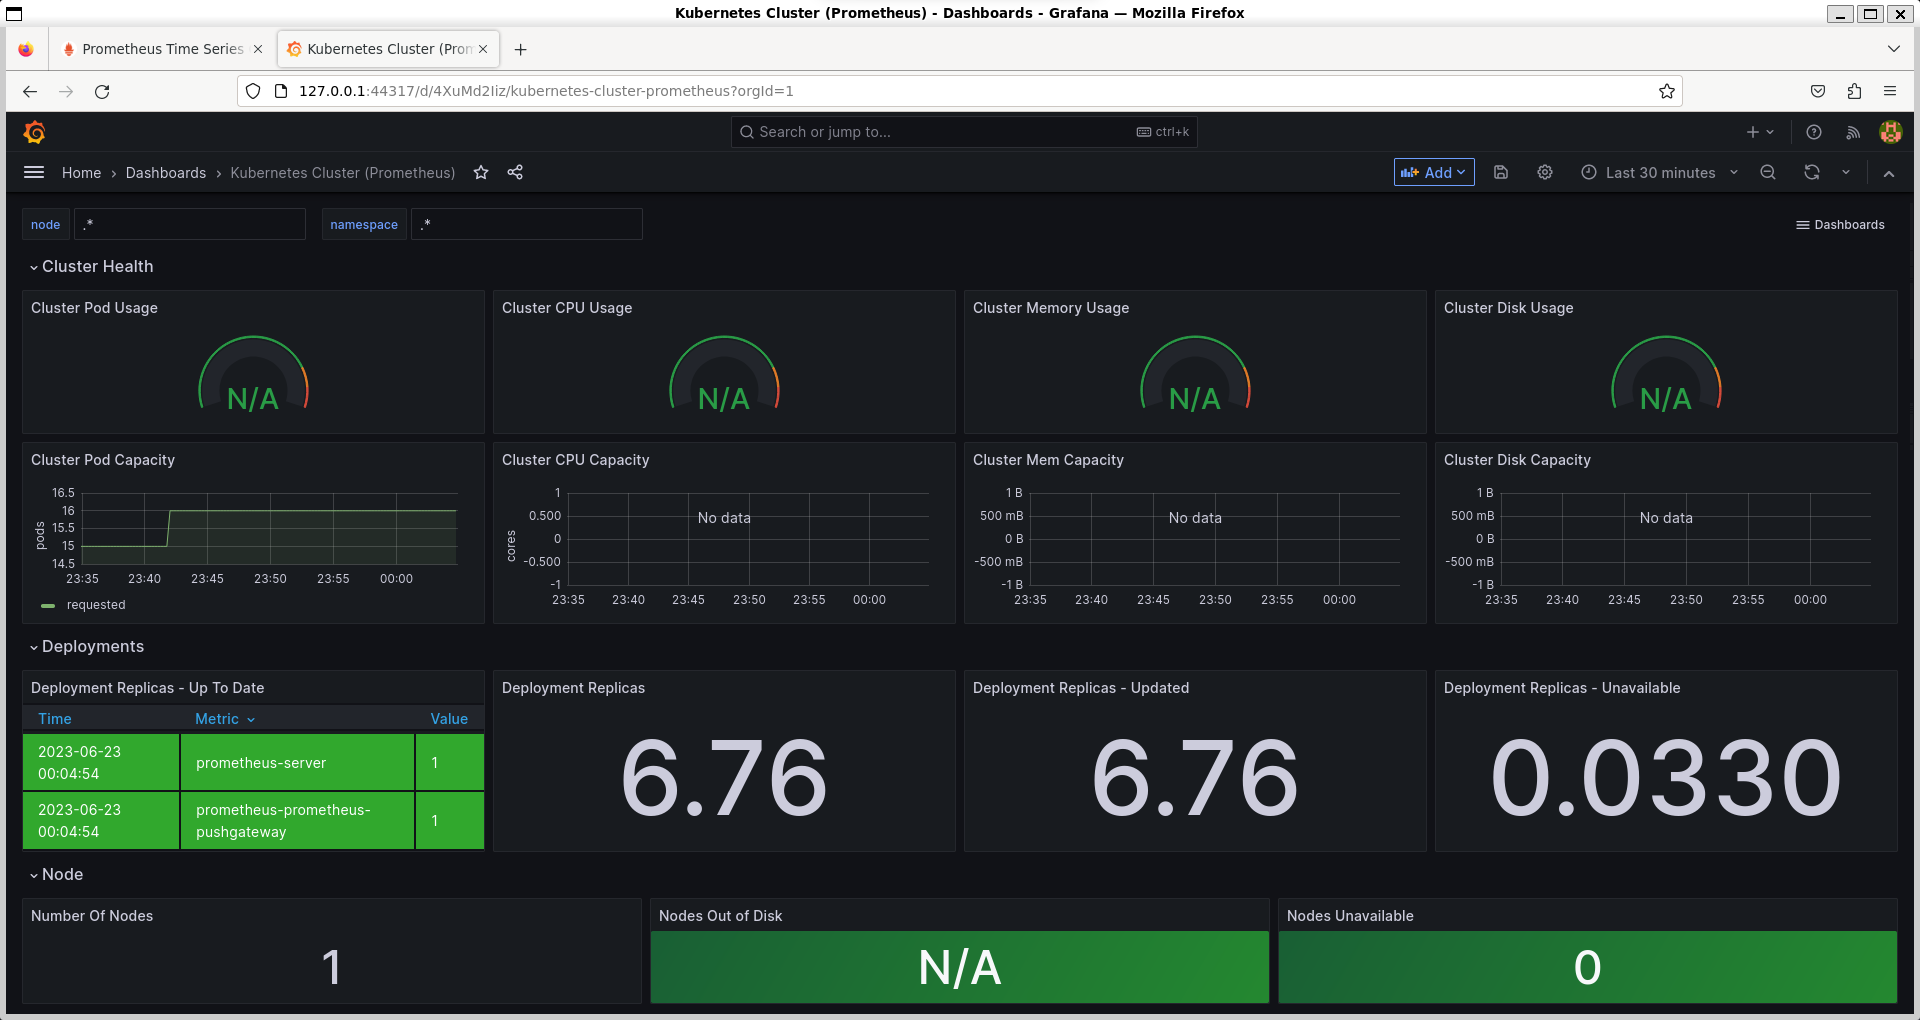 Kubernetes Cluster (Prometheus) - Dashboards - Grafana — Mozilla Firefox
Prometheus Time Series
Kubernetes Cluster (Pron
127.0.0.1:44317/d/4XuMd2Iiz/kubernetes-cluster-prometheus?orgId=1
Search or jump to...
ctrl+k
Home › Dashboards › Kubernetes Cluster (Prometheus)
Add
Last 30 minutes
node
.*
namespace
.*
Dashboards
Cluster Health
Cluster Pod Usage
N/A
Cluster CPU Usage
N/A
Cluster Memory Usage
N/A
Cluster Disk Usage
N/A
Cluster Pod Capacity
pods
16.5
16
15.5
15
14.5
23:35 23:40 23:45 23:50 23:55 00:00
requested
Cluster CPU Capacity
cores
1
0.500
0
-0.500
-1
No data
23:35 23:40 23:45 23:50 23:55 00:00
Cluster Mem Capacity
1 B
500 mB
0 B
-500 mB
-1 B
No data
23:35 23:40 23:45 23:50 23:55 00:00
Cluster Disk Capacity
1 B
500 mB
0 B
-500 mB
-1 B
No data
23:35 23:40 23:45 23:50 23:55 00:00
Deployments
Deployment Replicas - Up To Date
Time Metric Value
2023-06-23
00:04:54
prometheus-server
1
2023-06-23
00:04:54
prometheus-prometheus-
pushgateway
1
Deployment Replicas
6.76
Deployment Replicas - Updated
6.76
Deployment Replicas - Unavailable
0.0330
Node
Number Of Nodes
1
Nodes Out of Disk
N/A
Nodes Unavailable
0